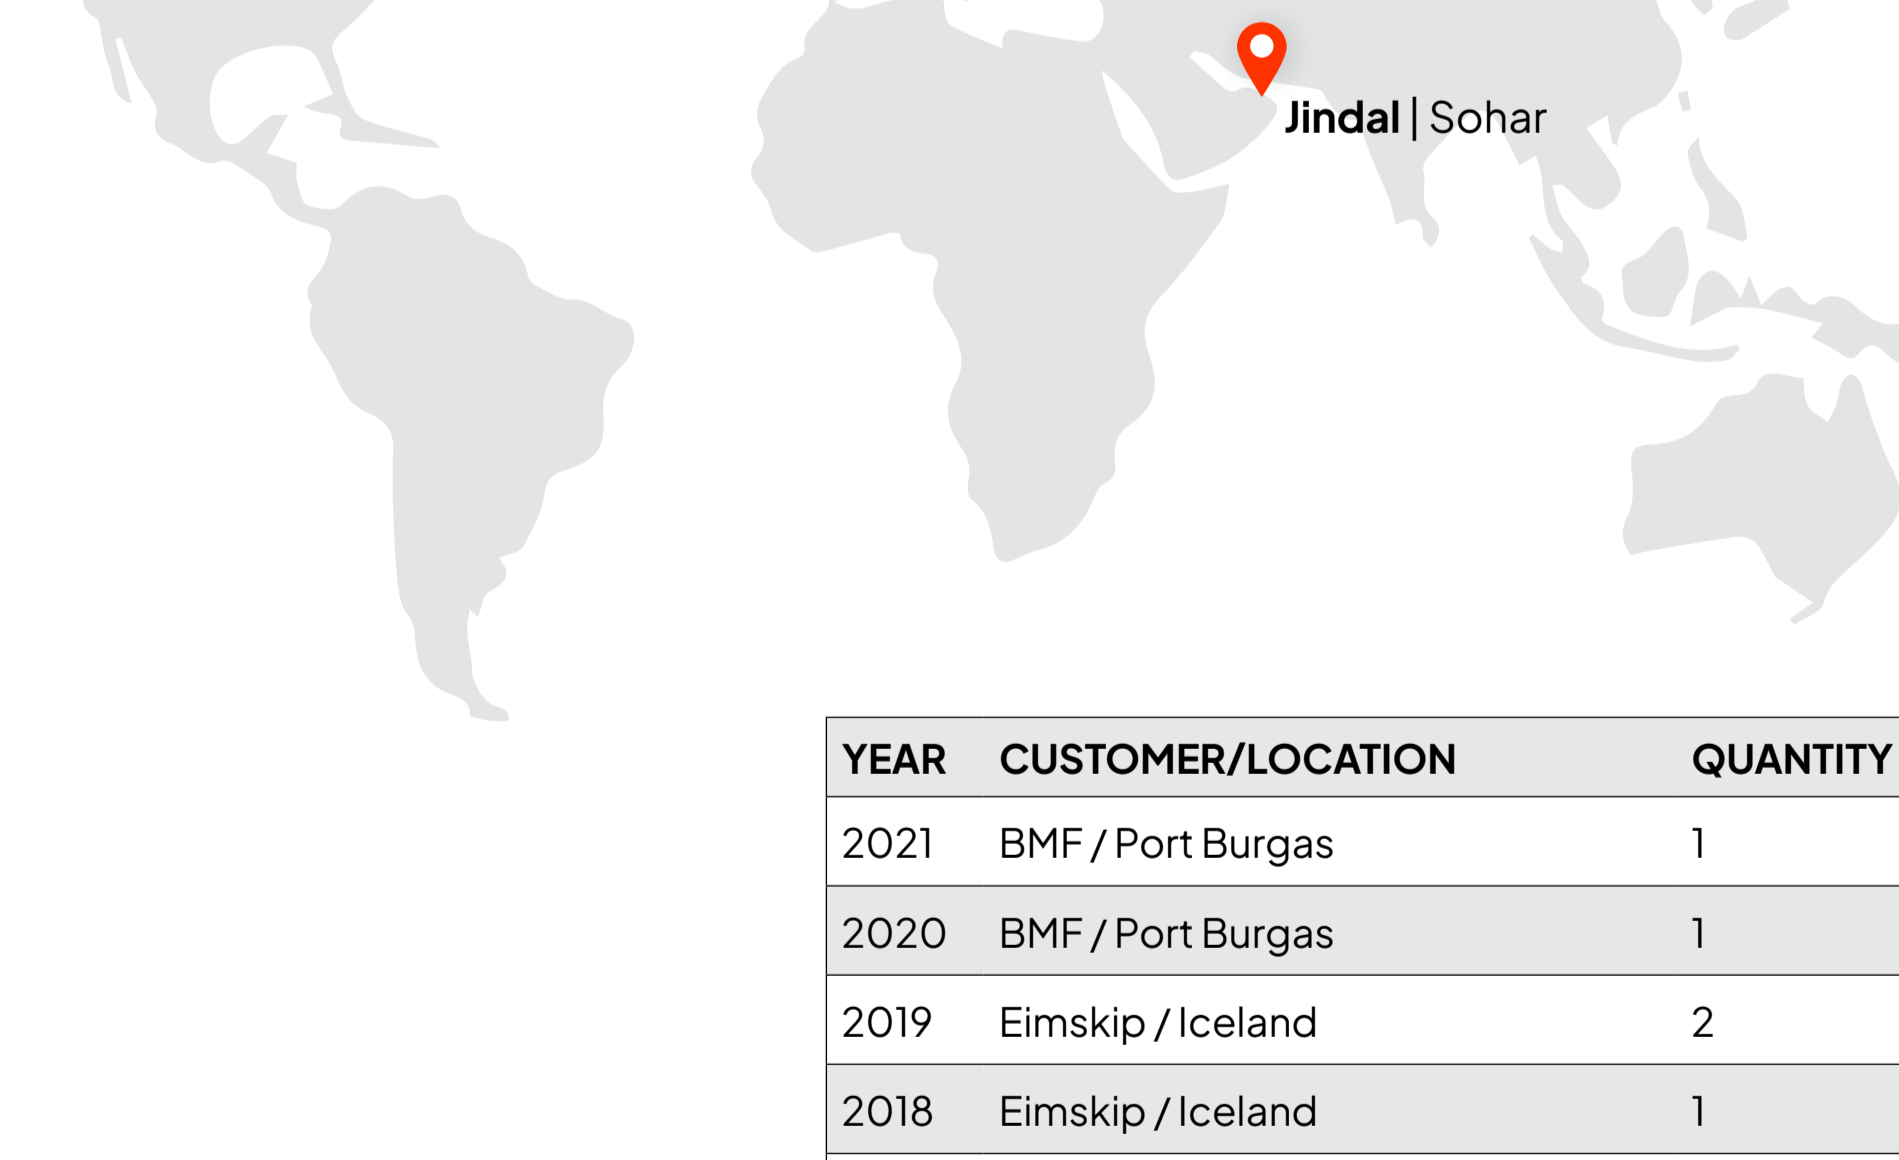 Jindal | Sohar
YEAR CUSTOMER/LOCATION QUANTITY
2021 BMF / Port Burgas 1
2020 BMF / Port Burgas 1
2019 Eimskip / Iceland 2
2018 Eimskip / Iceland 1